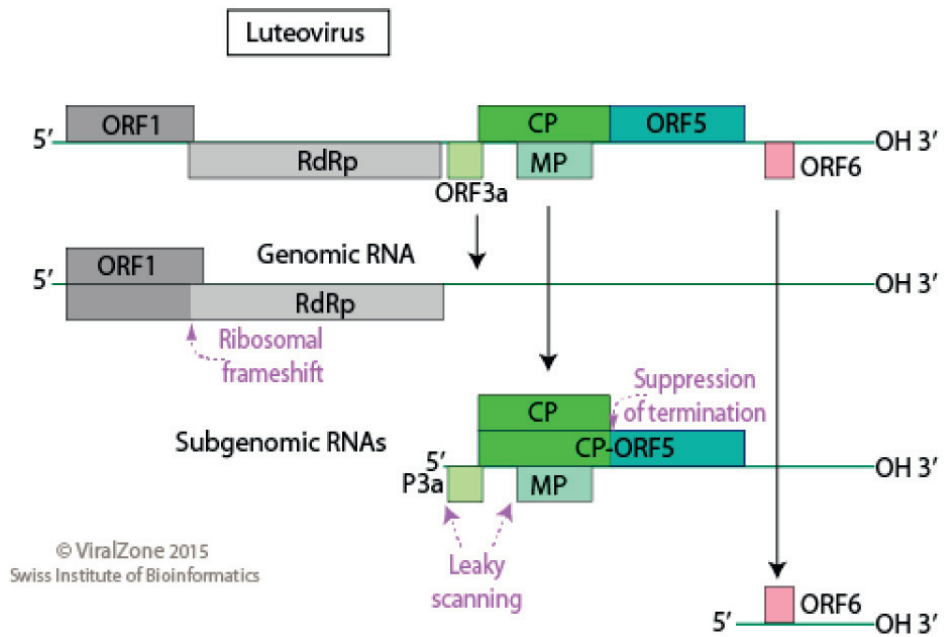 Luteovirus
ORF1
CP
ORF5
5′
OH 3′
RdRp
MP
ORF6
ORF3a
Genomic RNA
ORF1
5′
OH 3′
RdRp
Ribosomal
frameshift
Suppression
of termination
CP
Subgenomic RNAs
CP-ORF5
5′
OH 3′
P3a
MP
Leaky
scanning
© ViralZone 2015
Swiss Institute of Bioinformatics
ORF6
5′
OH 3′